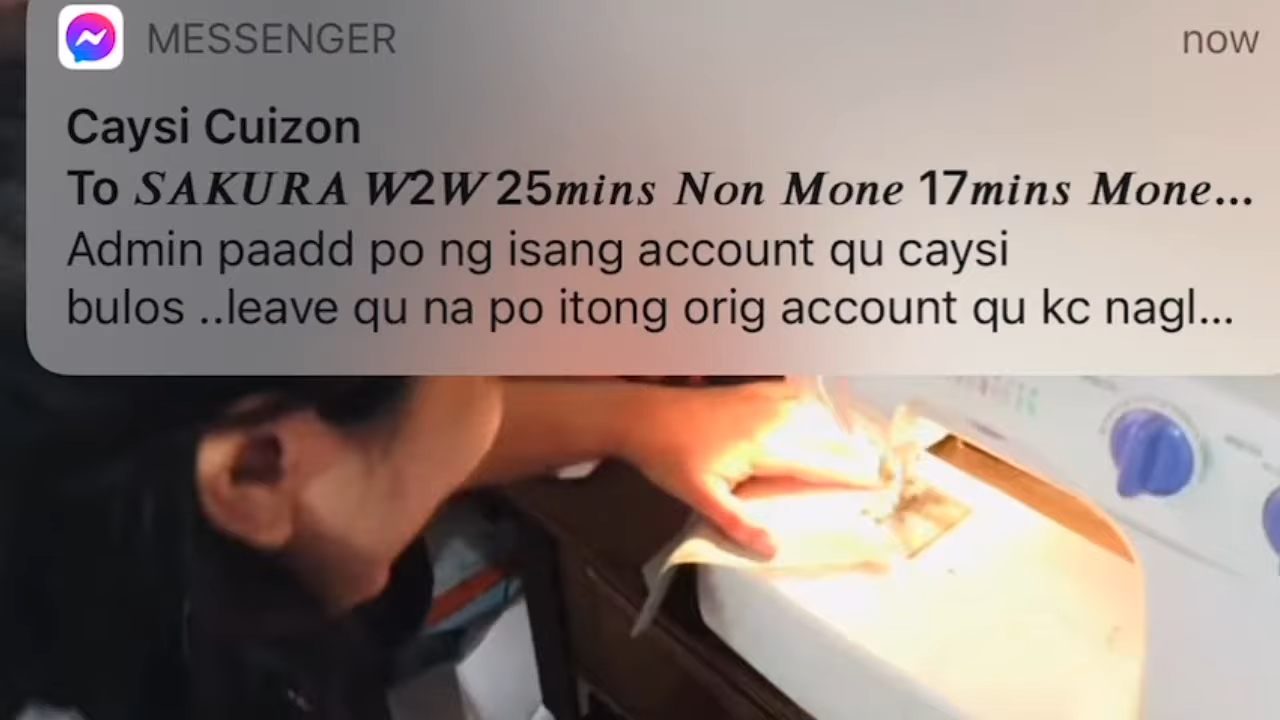 MESSENGER
now
Caysi Cuizon
To SAKURA W2W 25mins Non Mone 17mins Mone...
Admin paadd po ng isang account qu caysi
bulos ..leave qu na po itong orig account qu kc nagl...